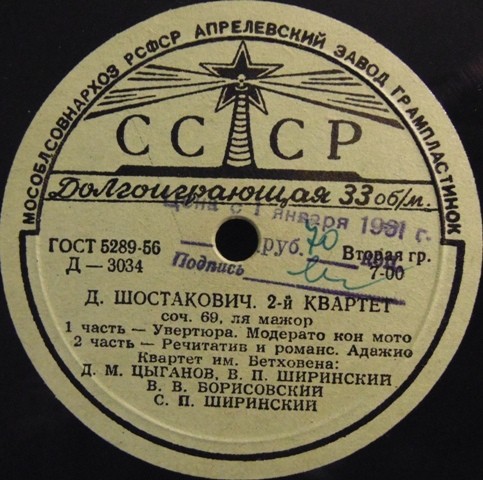 МОСОБЛСОВНАРХОЗ РСФСР АПРЕЛЕВСКИЙ ЗАВОД ГРАМПЛАСТИНОК
СССР
Долгоиграющая 33 об/м.
Цена с 1 января 1961 г.
ГОСТ 5289-56
руб. 70 коп.
Вторая гр.
Д — 3034
Подпись
7-00
Д. ШОСТАКОВИЧ. 2-й КВАРТЕТ
соч. 69, ля мажор
1 часть — Увертюра. Модерато кон мото
2 часть — Речитатив и романс. Адажио
Квартет им. Бетховена:
Д. М. ЦЫГАНОВ, В. П. ШИРИНСКИЙ
В. В. БОРИСОВСКИЙ
С. П. ШИРИНСКИЙ